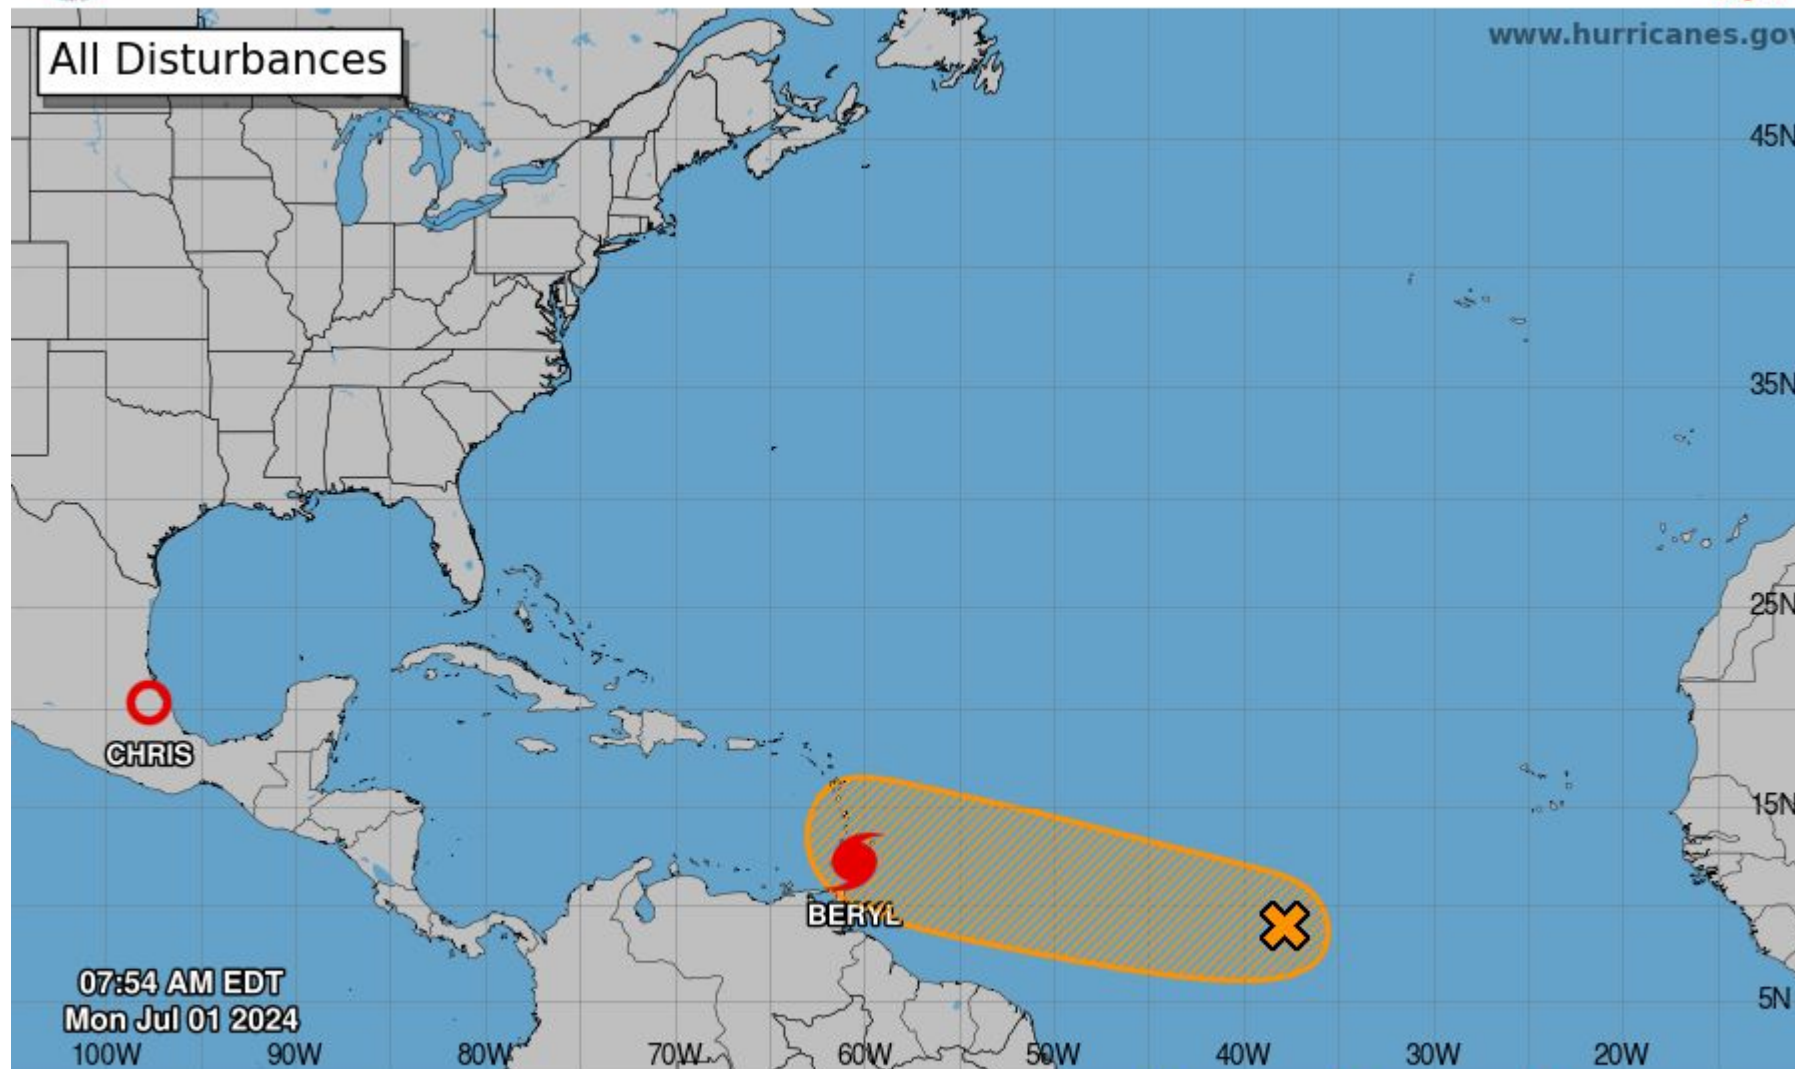 All Disturbances
www.hurricanes.gov
45N
35N
25N
CHRIS
15N
BERYL
07:54 AM EDT
Mon Jul 01 2024
5N
100W 90W 80W 70W 60W 50W 40W 30W 20W